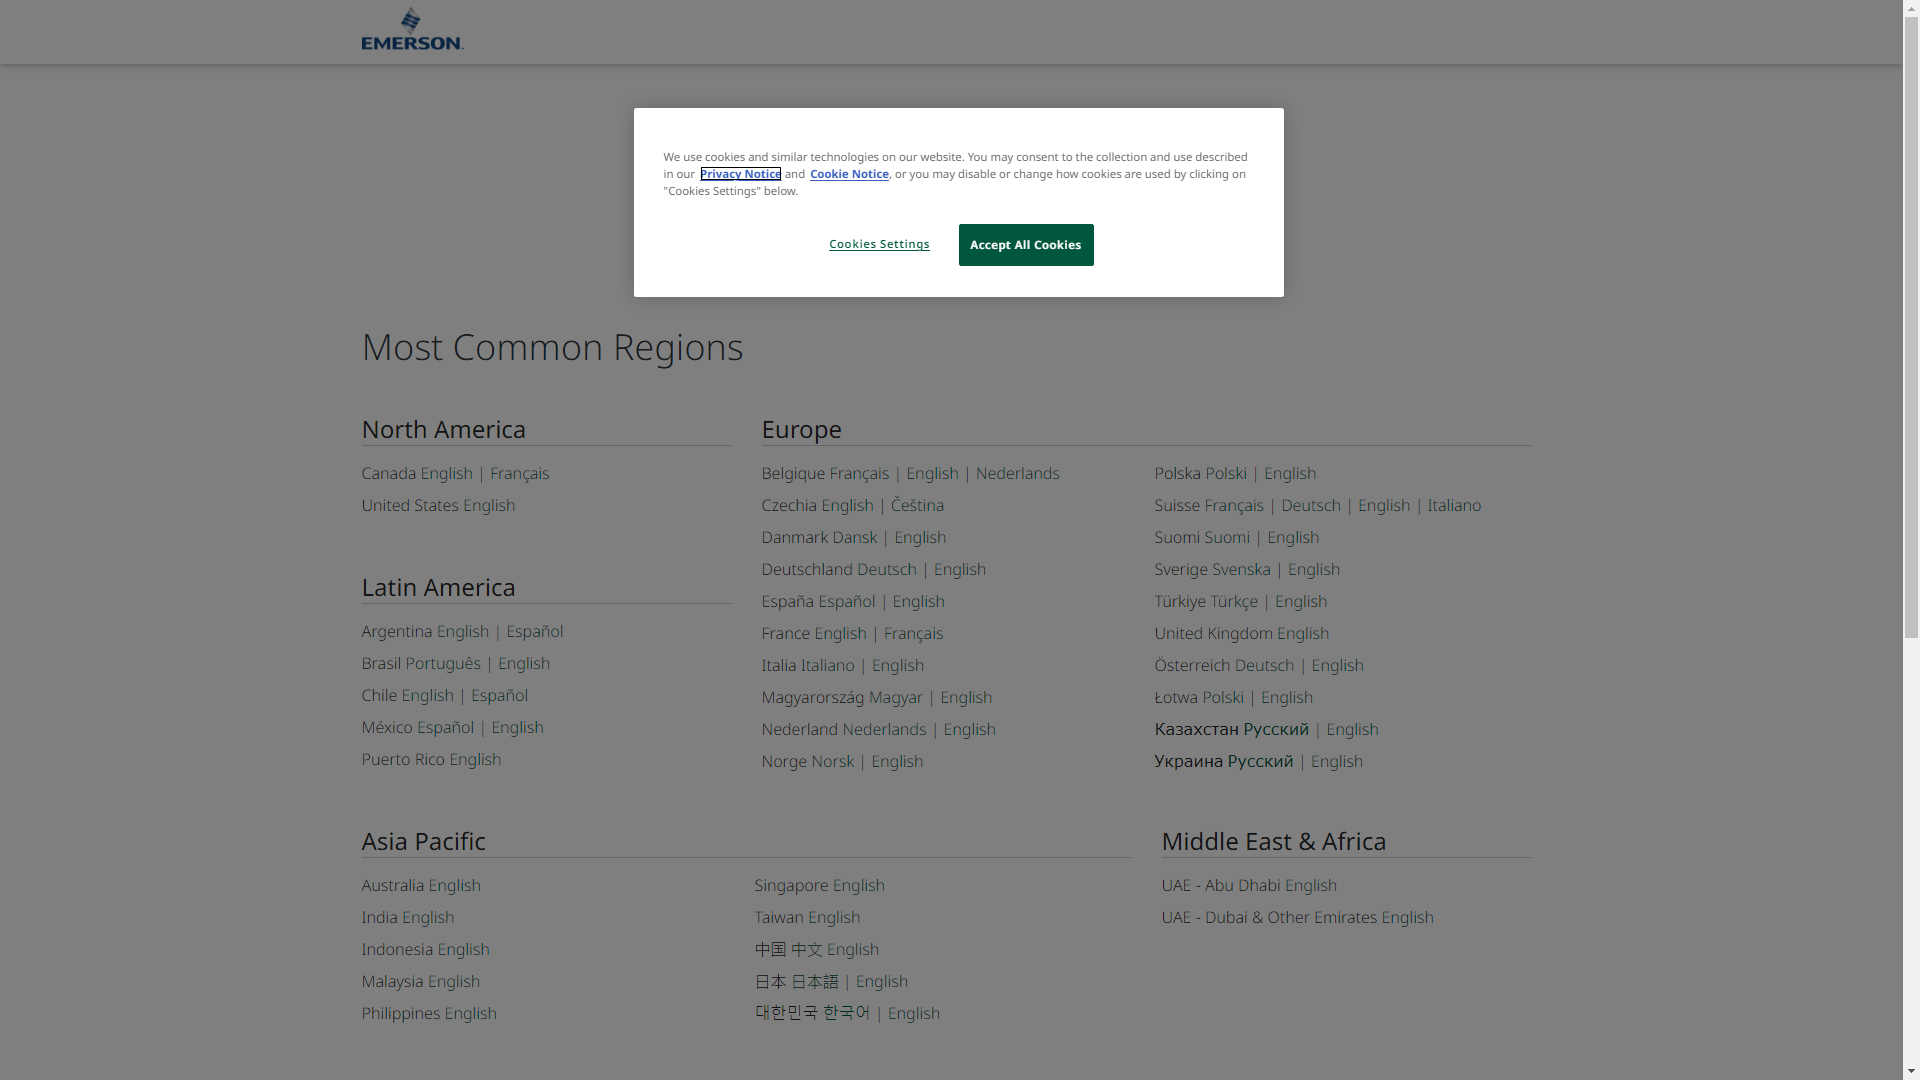 EMERSON.
We use cookies and similar technologies on our website. You may consent to the collection and use described
in our Privacy Notice and Cookie Notice, or you may disable or change how cookies are used by clicking on
"Cookies Settings" below.
Cookies Settings
Accept All Cookies
Most Common Regions
North America
Canada English | Français
United States English
Latin America
Argentina English | Español
Brasil Português | English
Chile English | Español
México Español | English
Puerto Rico English
Europe
Belgique Français | English | Nederlands
Czechia English | Čeština
Danmark Dansk | English
Deutschland Deutsch | English
España Español | English
France English | Français
Italia Italiano | English
Magyarország Magyar | English
Nederland Nederlands | English
Norge Norsk | English
Polska Polski | English
Suisse Français | Deutsch | English | Italiano
Suomi Suomi | English
Sverige Svenska | English
Türkiye Türkçe | English
United Kingdom English
Österreich Deutsch | English
Łotwa Polski | English
Казахстан Русский | English
Украина Русский | English
Asia Pacific
Australia English
India English
Indonesia English
Malaysia English
Philippines English
Singapore English
Taiwan English
中国 中文 English
日本 日本語 | English
대한민국 한국어 | English
Middle East & Africa
UAE - Abu Dhabi English
UAE - Dubai & Other Emirates English